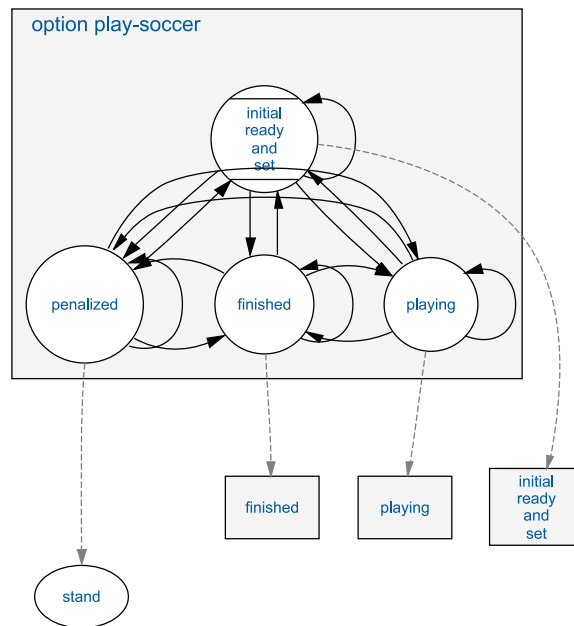 option play-soccer
initial
ready
and
set
penalized
finished
playing
finished
playing
initial
ready
and
set
stand